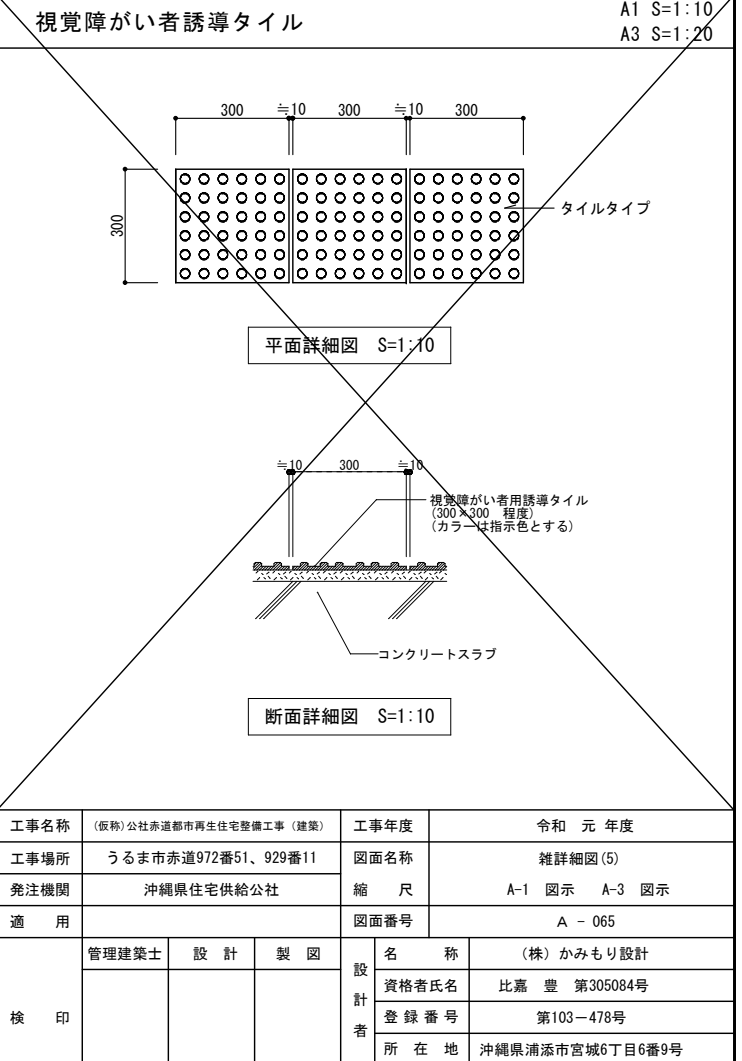 視覚障がい者誘導タイル
A1 S=1:10
A3 S=1:20
300 ≒10 300 ≒10 300
300
タイルタイプ
平面詳細図 S=1:10
≒10 300 ≒10
視覚障がい者用誘導タイル
(300×300 程度)
(カラーは指示色とする)
コンクリートスラブ
断面詳細図 S=1:10
工事名称 (仮称)公社赤道都市再生住宅整備工事(建築) 工事年度 令和 元 年度
工事場所 うるま市赤道972番51、929番11 図面名称 雑詳細図(5)
発注機関 沖縄県住宅供給公社 縮 尺 A-1 図示 A-3 図示
適 用 図面番号 A - 065
検 印 管理建築士 設 計 製 図 設計者 名 称 (株)かみもり設計
資格者氏名 比嘉 豊 第305084号
登録番号 第103-478号
所 在 地 沖縄県浦添市宮城6丁目6番9号